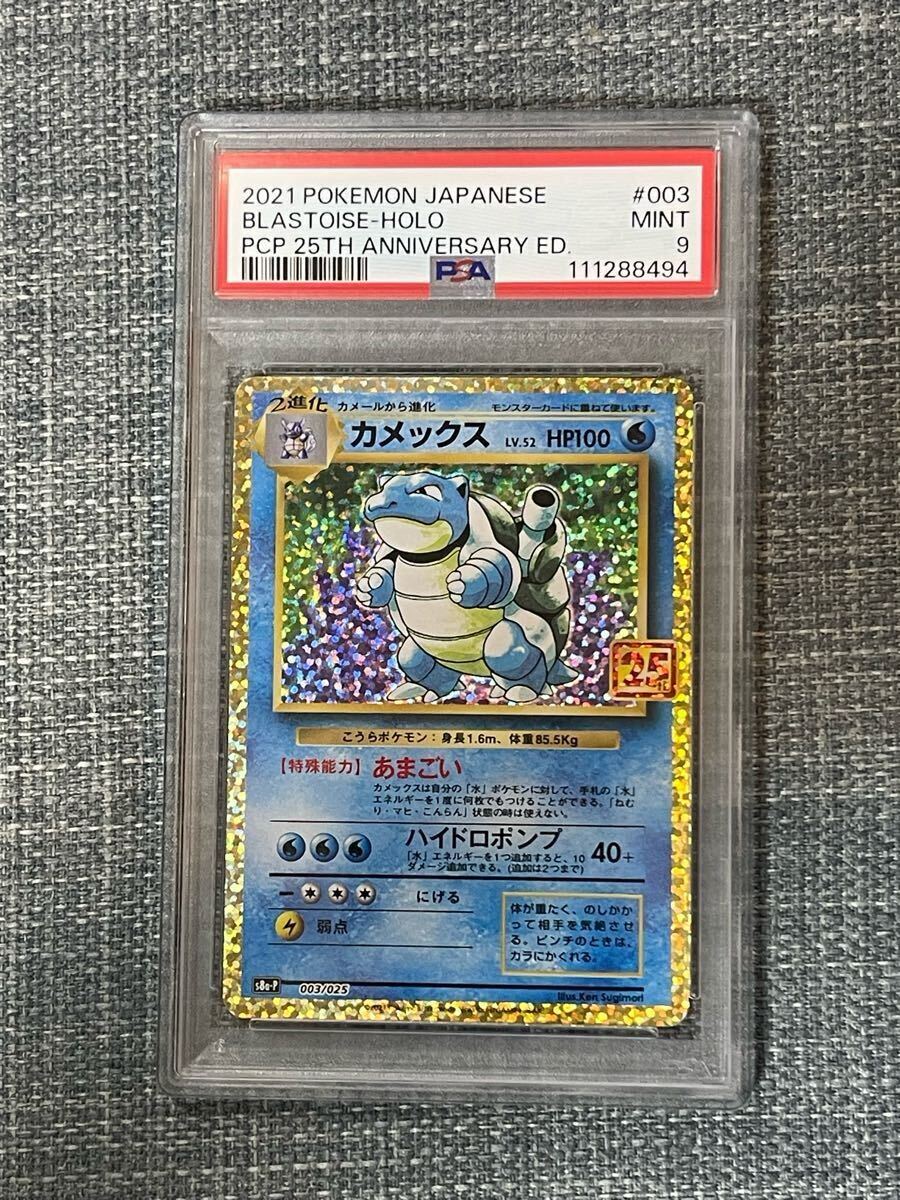 2021 POKEMON JAPANESE #003
BLASTOISE-HOLO MINT
PCP 25TH ANNIVERSARY ED. 9
PSA 111288494
2進化 カメールから進化 モンスターカードに重ねて使います。
カメックス LV.52 HP100
25
こうらポケモン：身長1.6m、体重85.5Kg
【特殊能力】あまごい
カメックスは自分の「水」ポケモンに対して、手札の「水」
エネルギーを1度に何枚でもつけることができる。「ねむ
り・マヒ・こんらん」状態の時は使えない。
ハイドロポンプ 40+
「水」エネルギーを1つ追加すると、10
ダメージ追加できる。(追加は2つまで)
にげる
弱点
体が重たく、のしかか
って相手を気絶させ
る。ピンチのときは、
カラにかくれる。
s8a-P 003/025
Illus.Ken Sugimori